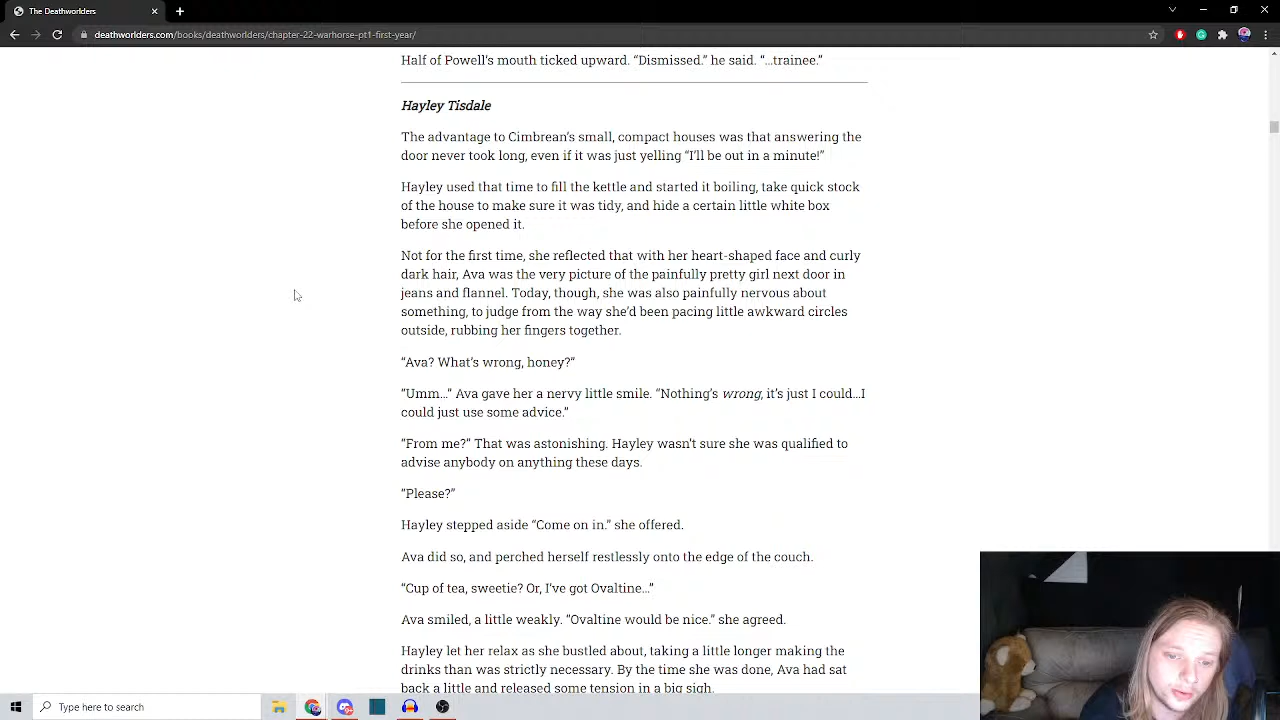 The Deathworlders
deathworlders.com/books/deathworlders/chapter-22-warhorse-pt1-first-year/
Half of Powell's mouth ticked upward. “Dismissed.” he said. “…trainee.”
Hayley Tisdale
The advantage to Cimbrean's small, compact houses was that answering the
door never took long, even if it was just yelling “I'll be out in a minute!”
Hayley used that time to fill the kettle and started it boiling, take quick stock
of the house to make sure it was tidy, and hide a certain little white box
before she opened it.
Not for the first time, she reflected that with her heart-shaped face and curly
dark hair, Ava was the very picture of the painfully pretty girl next door in
jeans and flannel. Today, though, she was also painfully nervous about
something, to judge from the way she'd been pacing little awkward circles
outside, rubbing her fingers together.
“Ava? What's wrong, honey?”
“Umm…“ Ava gave her a nervy little smile. “Nothing's wrong, it's just I could…I
could just use some advice.”
“From me?” That was astonishing. Hayley wasn't sure she was qualified to
advise anybody on anything these days.
“Please?”
Hayley stepped aside “Come on in.” she offered.
Ava did so, and perched herself restlessly onto the edge of the couch.
“Cup of tea, sweetie? Or, I've got Ovaltine…”
Ava smiled, a little weakly. “Ovaltine would be nice.” she agreed.
Hayley let her relax as she bustled about, taking a little longer making the
drinks than was strictly necessary. By the time she was done, Ava had sat
back a little and released some tension in a big sigh.
Type here to search